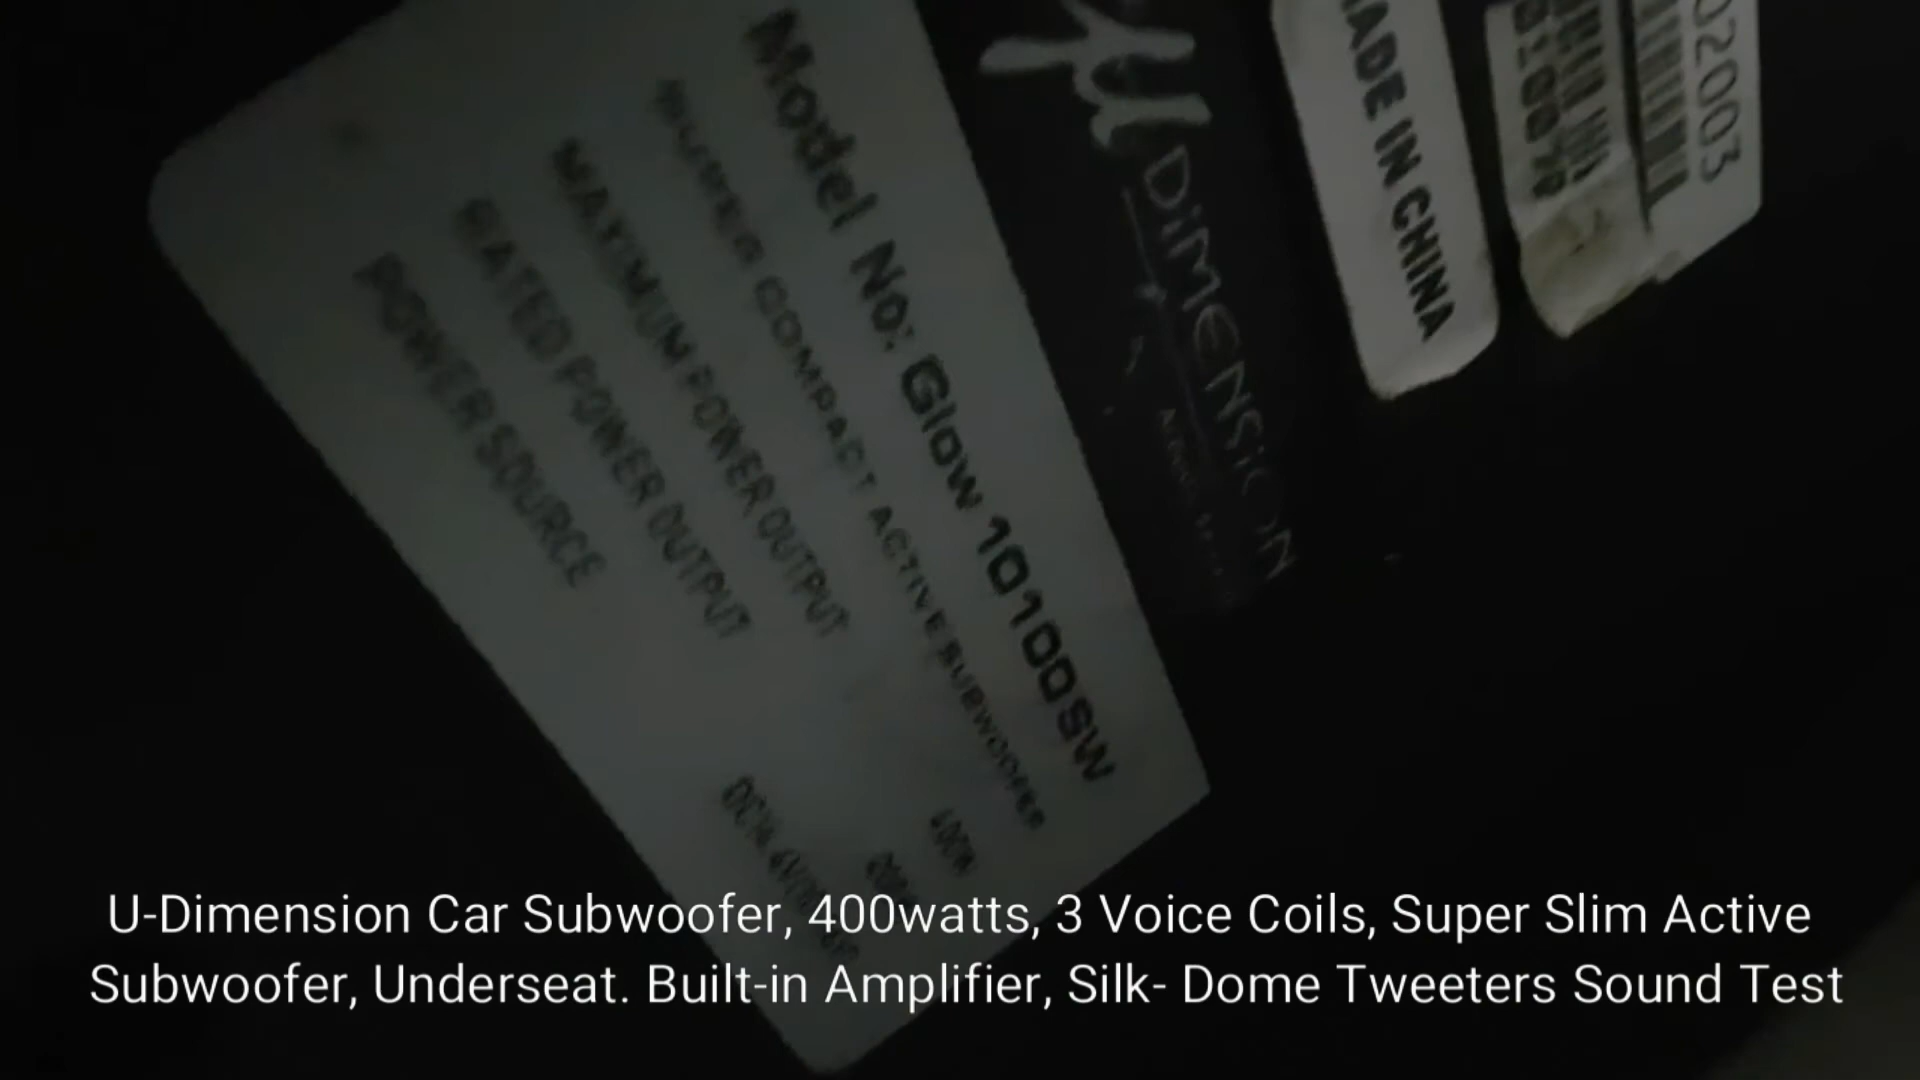 Model No: Glow 10100SW
COMPACT ACTIVE SUBWOOFER
MAXIMUM POWER OUTPUT 400W
RATED POWER OUTPUT
POWER SOURCE
µ DiMENSiON
MADE IN CHINA
02003
U-Dimension Car Subwoofer, 400watts, 3 Voice Coils, Super Slim Active
Subwoofer, Underseat. Built-in Amplifier, Silk- Dome Tweeters Sound Test